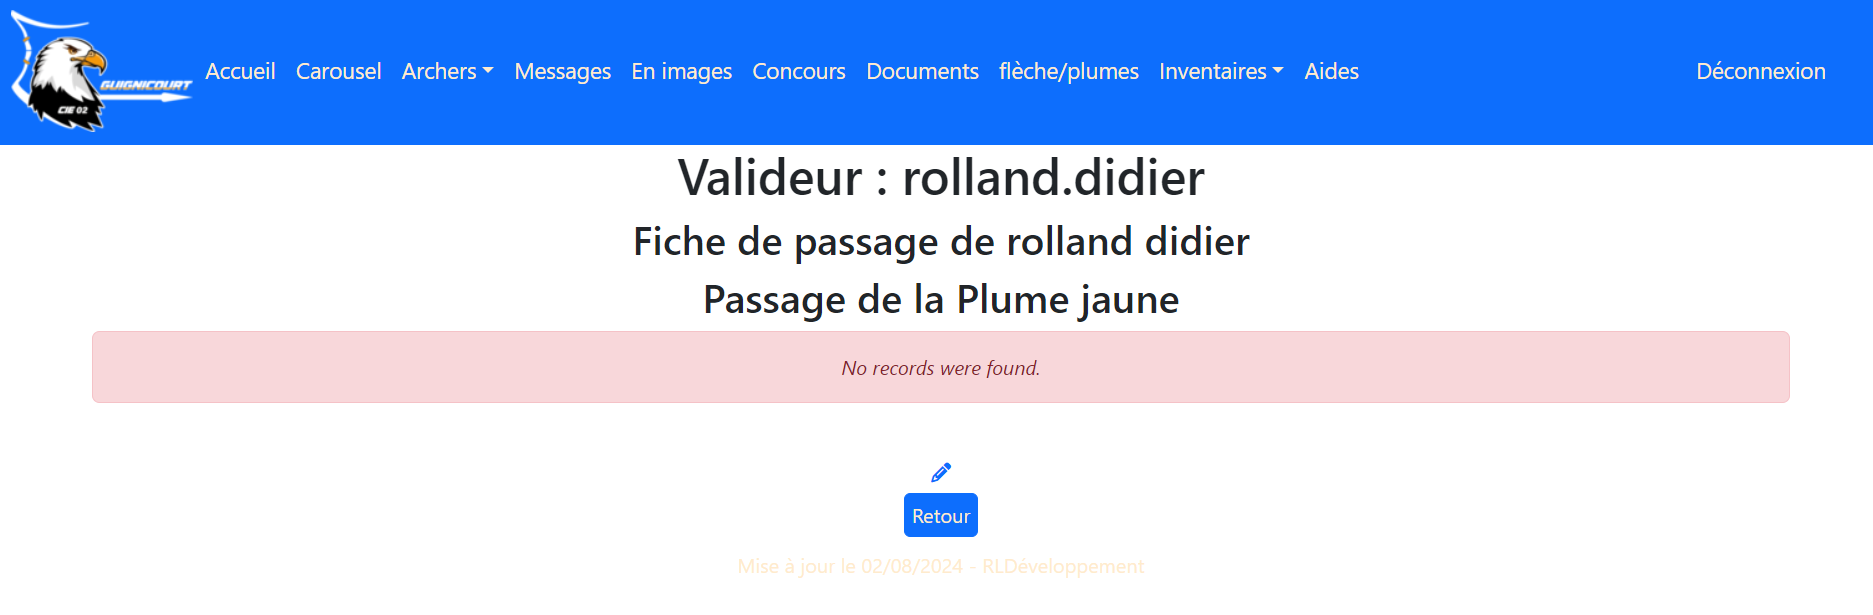 GUIGNICOURT
CIE 02
Accueil Carousel Archers Messages En images Concours Documents flèche/plumes Inventaires Aides Déconnexion
Valideur : rolland.didier
Fiche de passage de rolland didier
Passage de la Plume jaune
No records were found.
Retour
Mise à jour le 02/08/2024 - RLDéveloppement